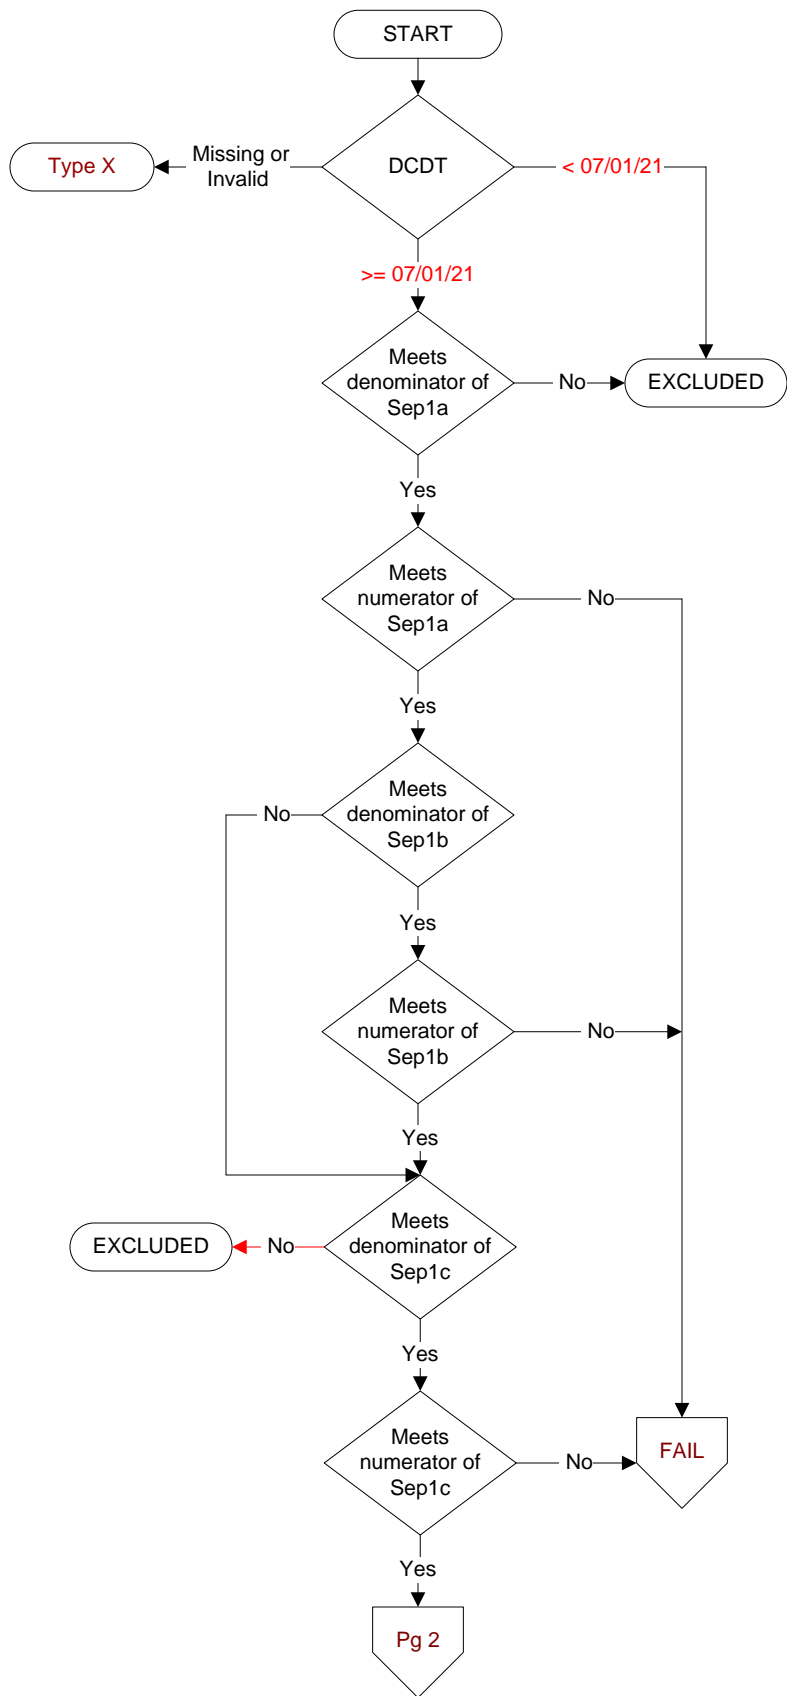 START
Missing or
Invalid
Type X
DCDT
< 07/01/21
>= 07/01/21
Meets
denominator of
Sep1a
No
EXCLUDED
Yes
Meets
numerator of
Sep1a
No
Yes
Meets
denominator of
Sep1b
No
Yes
Meets
numerator of
Sep1b
No
Yes
Meets
denominator of
Sep1c
No
EXCLUDED
Yes
Meets
numerator of
Sep1c
No
FAIL
Yes
Pg 2